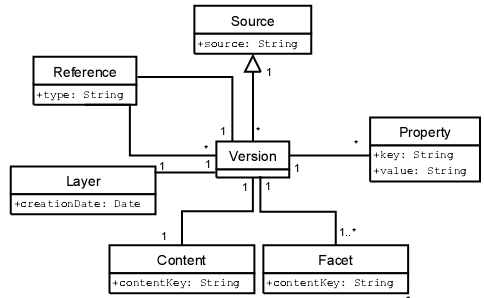 Source
+source: String
1
Reference
+type: String
1
*
*
Version
Property
+key: String
+value: String
*
1
1
1
Layer
+creationDate: Date
1
1
1
1..*
Content
+contentKey: String
Facet
+contentKey: String